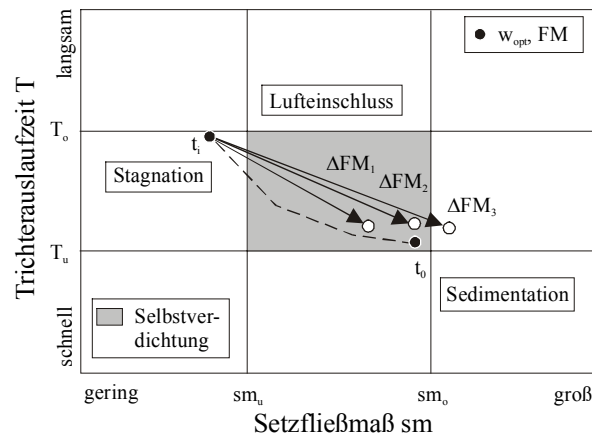 langsam
w_opt, FM
Lufteinschluss
T_o
t_i
ΔFM_1
Stagnation
ΔFM_2
ΔFM_3
Trichterauslaufzeit T
T_u
t_0
Sedimentation
Selbstver-
dichtung
schnell
gering
sm_u
sm_o
groß
Setzfließmaß sm